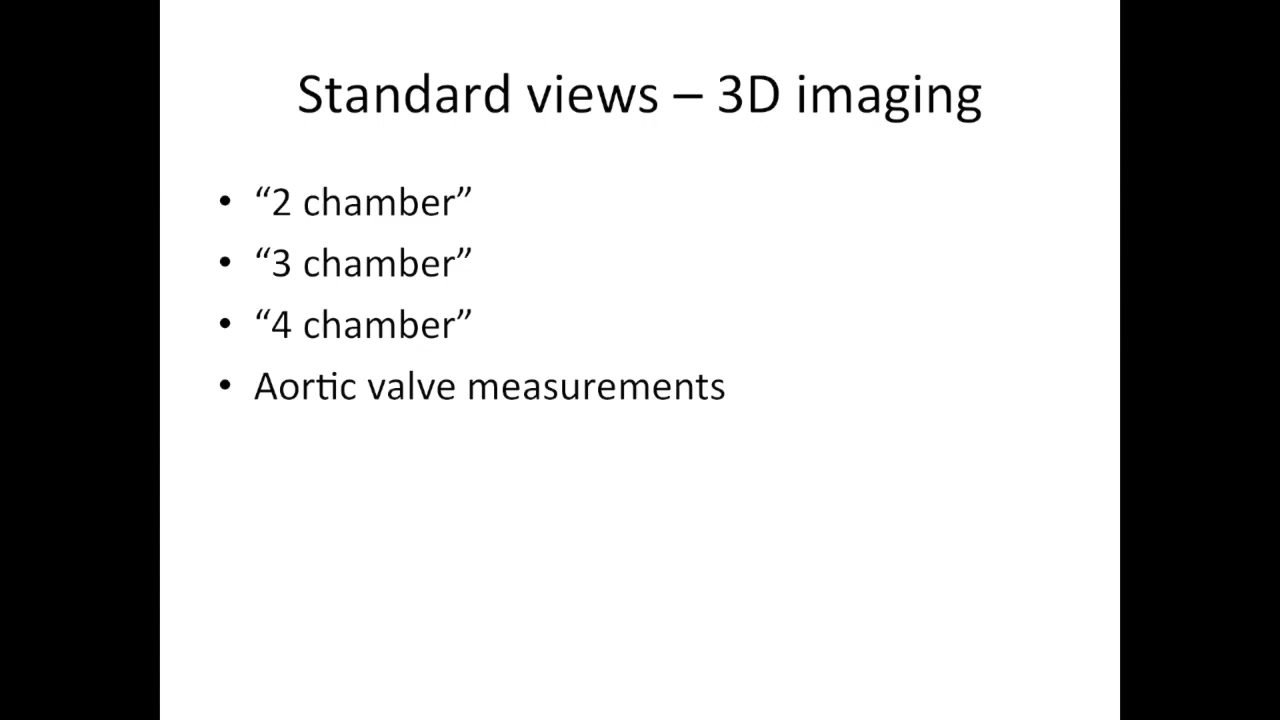 Standard views – 3D imaging
• “2 chamber”
• “3 chamber”
• “4 chamber”
• Aortic valve measurements